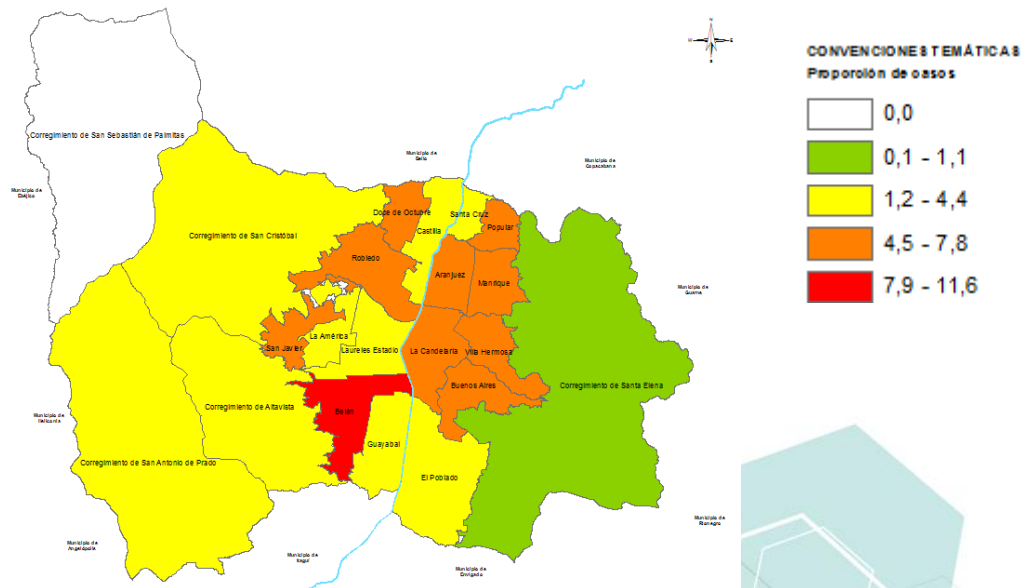 N
E
S
CONVENCIONES TEMÁTICAS
Proporción de casos
0,0
0,1 - 1,1
1,2 - 4,4
4,5 - 7,8
7,9 - 11,6
Corregimiento de San Sebastián de Palmitas
Municipio de
Bello
Municipio de
Copacabana
Municipio de
Ebéjico
Doce de Octubre
Santa Cruz
Castilla
Popular
Corregimiento de San Cristóbal
Robledo
Aranjuez
Manrique
Municipio de
Guarne
La América
San Javier
Laureles Estadio
La Candelaria
Villa Hermosa
Buenos Aires
Corregimiento de Santa Elena
Corregimiento de Altavista
Belén
Municipio de
Heliconia
Guayabal
Corregimiento de San Antonio de Prado
El Poblado
Municipio de
Rionegro
Municipio de
Angelópolis
Municipio de
Itagüí
Municipio de
Envigado